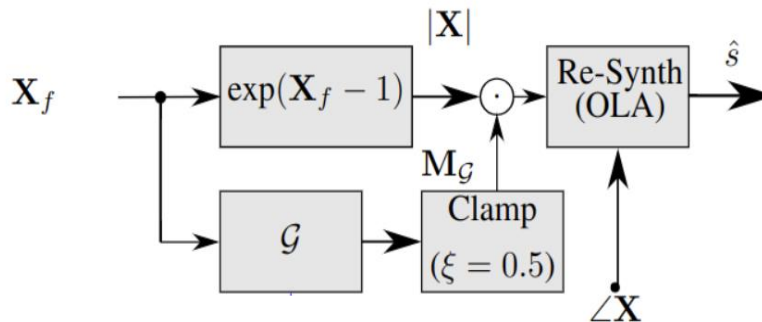 |X|
X_f
exp(X_f − 1)
·
Re-Synth
(OLA)
ŝ
M_𝒢
𝒢
Clamp
(ξ = 0.5)
∠X